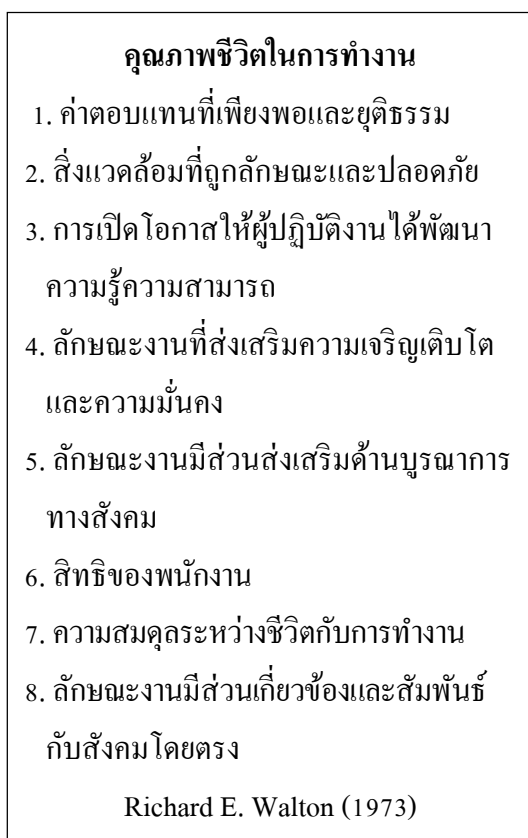 คุณภาพชีวิตในการทำงาน
1. ค่าตอบแทนที่เพียงพอและยุติธรรม
2. สิ่งแวดล้อมที่ถูกลักษณะและปลอดภัย
3. การเปิดโอกาสให้ผู้ปฏิบัติงานได้พัฒนา
ความรู้ความสามารถ
4. ลักษณะงานที่ส่งเสริมความเจริญเติบโต
และความมั่นคง
5. ลักษณะงานมีส่วนส่งเสริมด้านบูรณาการ
ทางสังคม
6. สิทธิของพนักงาน
7. ความสมดุลระหว่างชีวิตกับการทำงาน
8. ลักษณะงานมีส่วนเกี่ยวข้องและสัมพันธ์
กับสังคมโดยตรง
Richard E. Walton (1973)